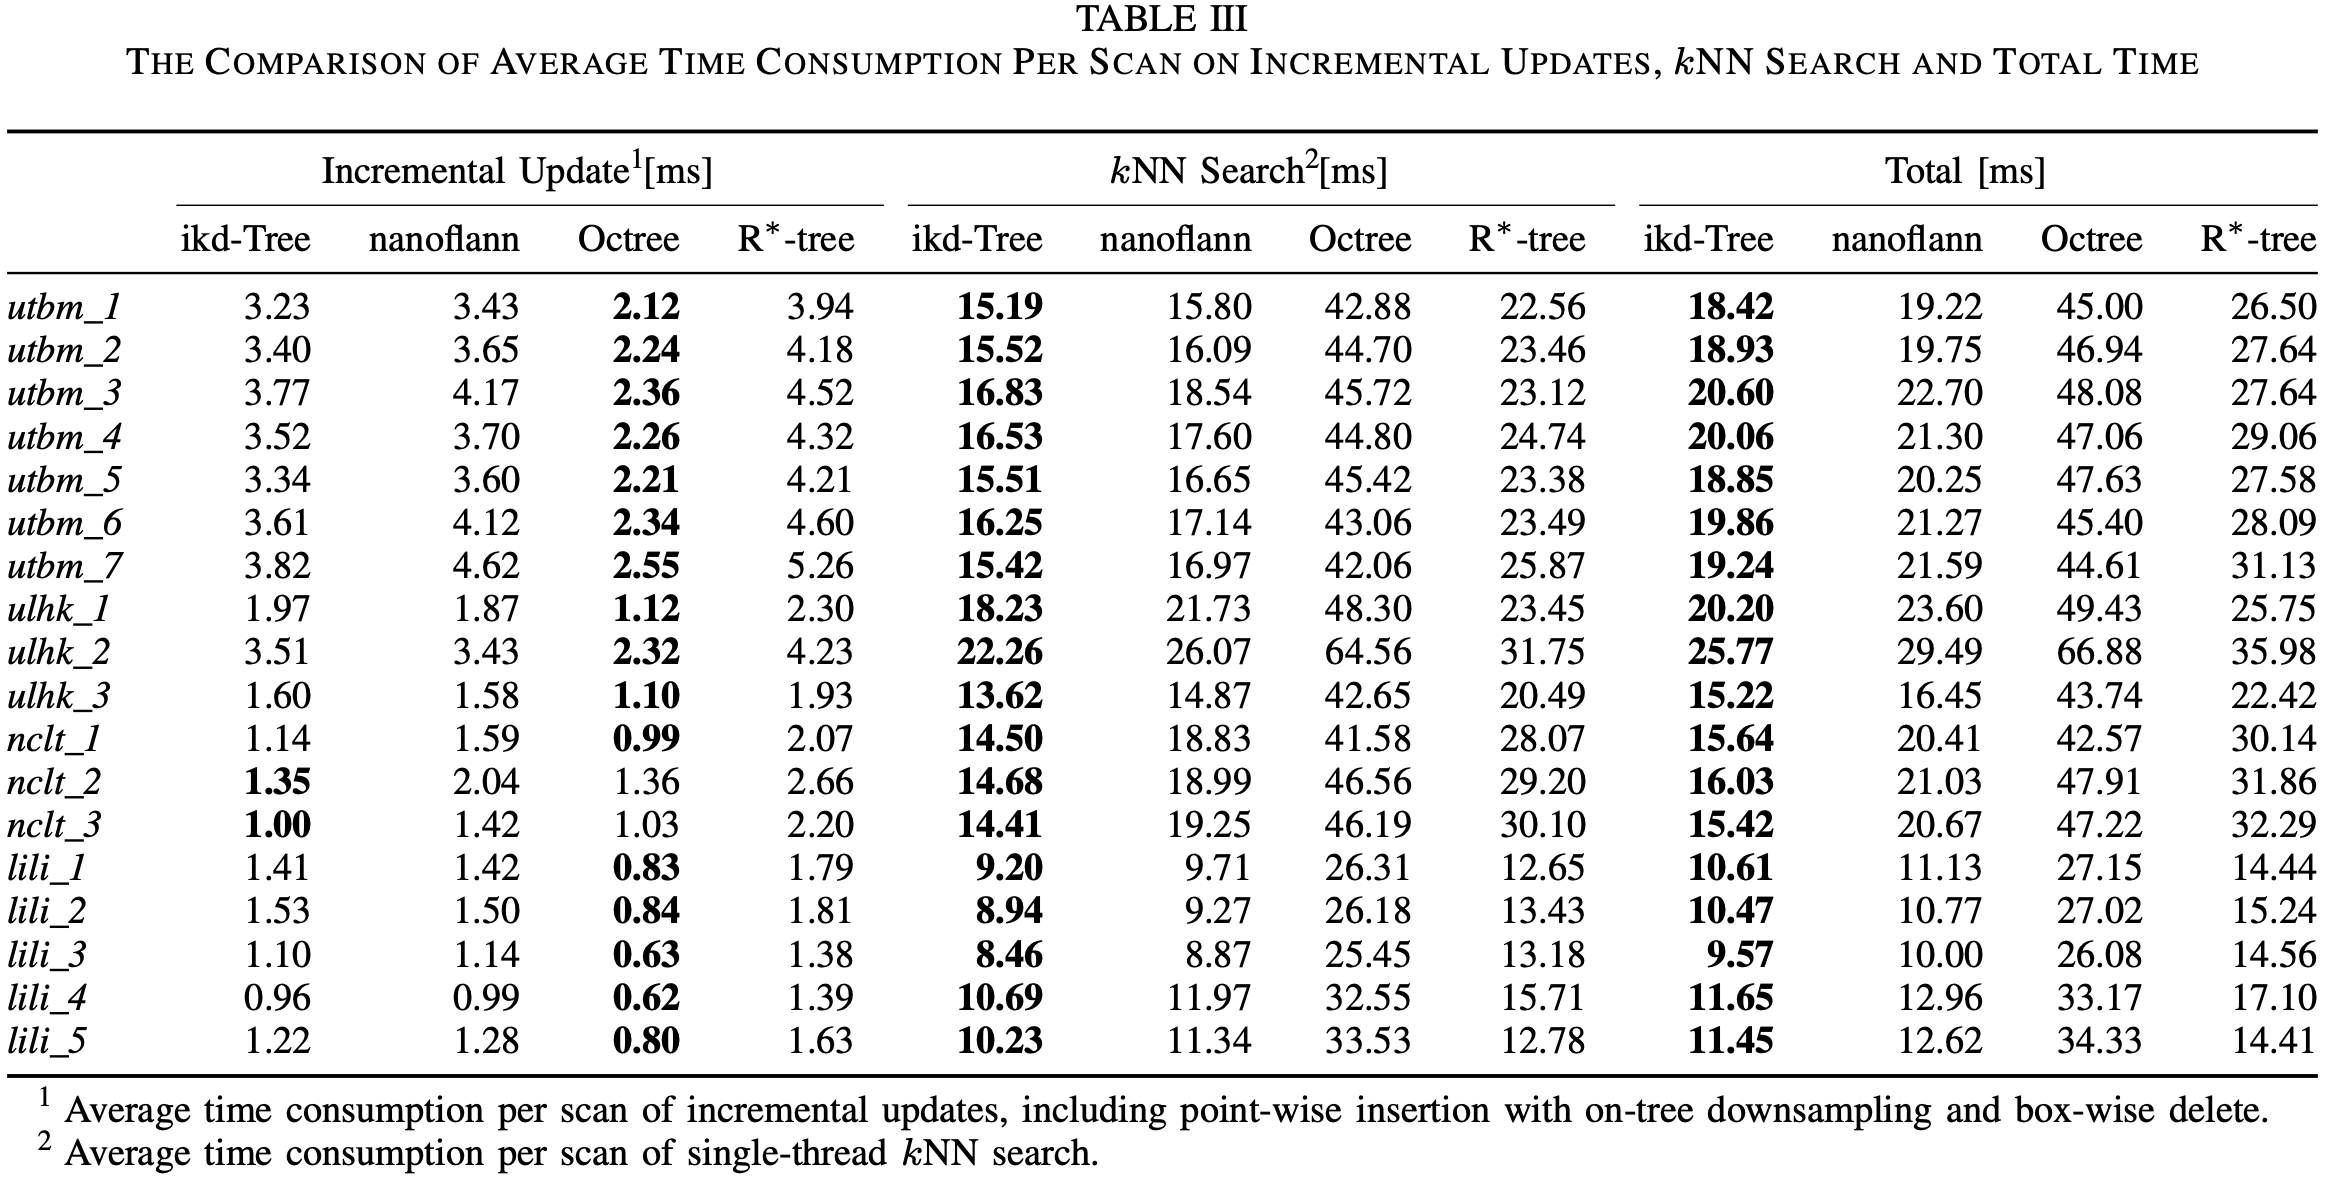 TABLE III
THE COMPARISON OF AVERAGE TIME CONSUMPTION PER SCAN ON INCREMENTAL UPDATES, kNN SEARCH AND TOTAL TIME
Incremental Update1[ms] kNN Search2[ms] Total [ms]
ikd-Tree nanoflann Octree R*-tree ikd-Tree nanoflann Octree R*-tree ikd-Tree nanoflann Octree R*-tree
utbm_1 3.23 3.43 2.12 3.94 15.19 15.80 42.88 22.56 18.42 19.22 45.00 26.50
utbm_2 3.40 3.65 2.24 4.18 15.52 16.09 44.70 23.46 18.93 19.75 46.94 27.64
utbm_3 3.77 4.17 2.36 4.52 16.83 18.54 45.72 23.12 20.60 22.70 48.08 27.64
utbm_4 3.52 3.70 2.26 4.32 16.53 17.60 44.80 24.74 20.06 21.30 47.06 29.06
utbm_5 3.34 3.60 2.21 4.21 15.51 16.65 45.42 23.38 18.85 20.25 47.63 27.58
utbm_6 3.61 4.12 2.34 4.60 16.25 17.14 43.06 23.49 19.86 21.27 45.40 28.09
utbm_7 3.82 4.62 2.55 5.26 15.42 16.97 42.06 25.87 19.24 21.59 44.61 31.13
ulhk_1 1.97 1.87 1.12 2.30 18.23 21.73 48.30 23.45 20.20 23.60 49.43 25.75
ulhk_2 3.51 3.43 2.32 4.23 22.26 26.07 64.56 31.75 25.77 29.49 66.88 35.98
ulhk_3 1.60 1.58 1.10 1.93 13.62 14.87 42.65 20.49 15.22 16.45 43.74 22.42
nclt_1 1.14 1.59 0.99 2.07 14.50 18.83 41.58 28.07 15.64 20.41 42.57 30.14
nclt_2 1.35 2.04 1.36 2.66 14.68 18.99 46.56 29.20 16.03 21.03 47.91 31.86
nclt_3 1.00 1.42 1.03 2.20 14.41 19.25 46.19 30.10 15.42 20.67 47.22 32.29
lili_1 1.41 1.42 0.83 1.79 9.20 9.71 26.31 12.65 10.61 11.13 27.15 14.44
lili_2 1.53 1.50 0.84 1.81 8.94 9.27 26.18 13.43 10.47 10.77 27.02 15.24
lili_3 1.10 1.14 0.63 1.38 8.46 8.87 25.45 13.18 9.57 10.00 26.08 14.56
lili_4 0.96 0.99 0.62 1.39 10.69 11.97 32.55 15.71 11.65 12.96 33.17 17.10
lili_5 1.22 1.28 0.80 1.63 10.23 11.34 33.53 12.78 11.45 12.62 34.33 14.41
1 Average time consumption per scan of incremental updates, including point-wise insertion with on-tree downsampling and box-wise delete.
2 Average time consumption per scan of single-thread kNN search.